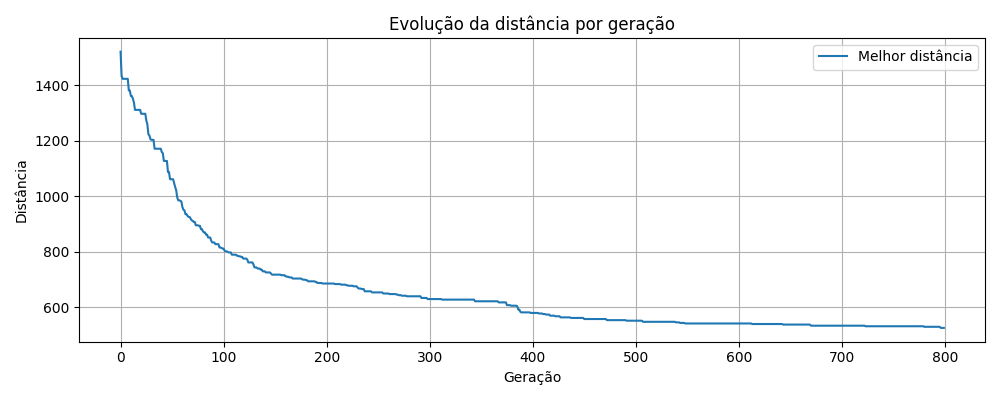 Evolução da distância por geração
Melhor distância
1400
1200
1000
800
600
Distância
0 100 200 300 400 500 600 700 800
Geração